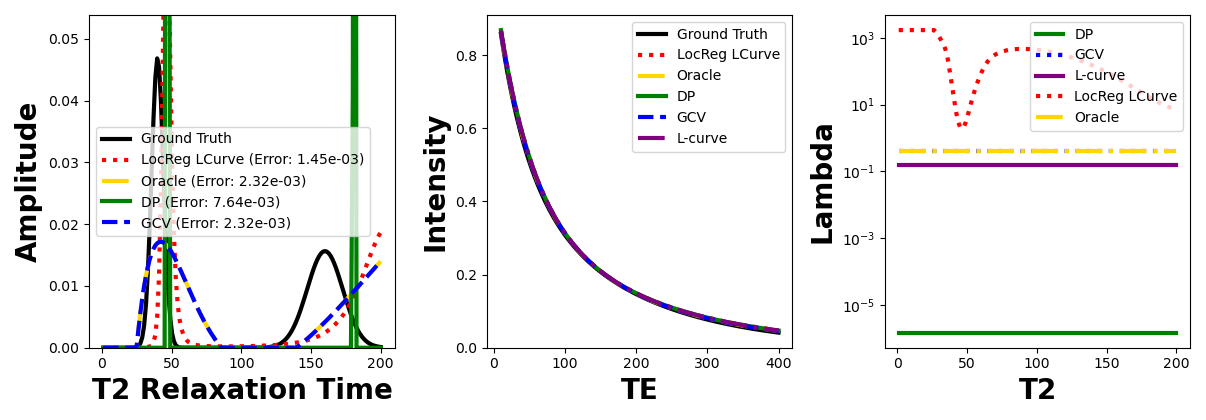 Amplitude
0.05
0.04
0.03
0.02
0.01
0.00
Ground Truth
LocReg LCurve (Error: 1.45e-03)
Oracle (Error: 2.32e-03)
DP (Error: 7.64e-03)
GCV (Error: 2.32e-03)
0 50 100 150 200
T2 Relaxation Time
Intensity
0.8
0.6
0.4
0.2
0.0
Ground Truth
LocReg LCurve
Oracle
DP
GCV
L-curve
0 100 200 300 400
TE
Lambda
10³
10¹
10⁻¹
10⁻³
10⁻⁵
DP
GCV
L-curve
LocReg LCurve
Oracle
0 50 100 150 200
T2